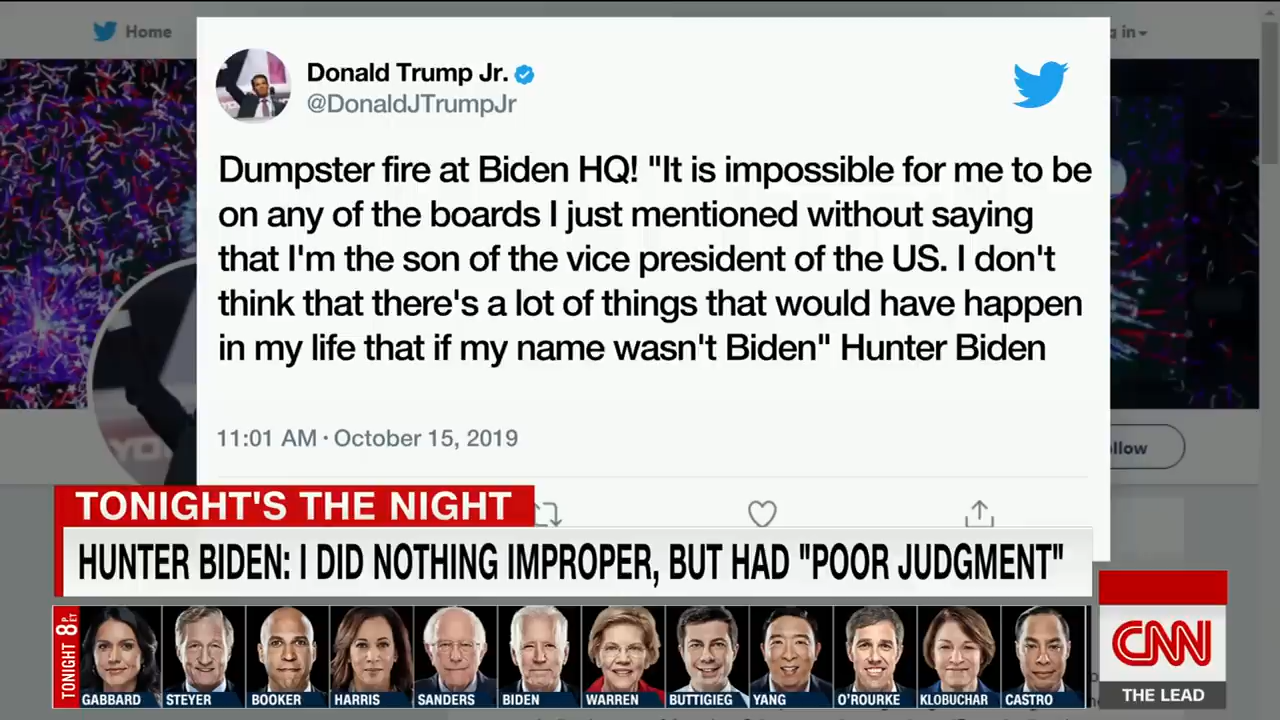 Home
in
Donald Trump Jr.
@DonaldJTrumpJr
Dumpster fire at Biden HQ! "It is impossible for me to be
on any of the boards I just mentioned without saying
that I'm the son of the vice president of the US. I don't
think that there's a lot of things that would have happen
in my life that if my name wasn't Biden" Hunter Biden
11:01 AM · October 15, 2019
TONIGHT'S THE NIGHT
HUNTER BIDEN: I DID NOTHING IMPROPER, BUT HAD "POOR JUDGMENT"
TONIGHT 8 P. ET
GABBARD STEYER BOOKER HARRIS SANDERS BIDEN WARREN BUTTIGIEG YANG O'ROURKE KLOBUCHAR CASTRO
CNN
THE LEAD